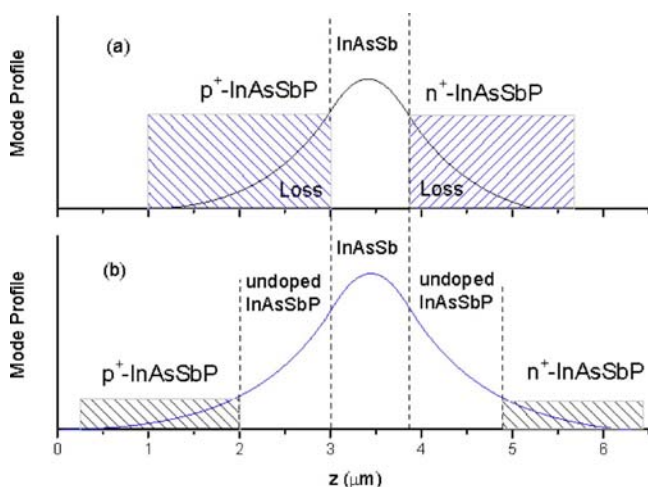 (a)
InAsSb
p⁺-InAsSbP
n⁺-InAsSbP
Loss
Loss
Mode Profile
(b)
InAsSb
undoped
InAsSbP
undoped
InAsSbP
p⁺-InAsSbP
n⁺-InAsSbP
Mode Profile
0 1 2 3 4 5 6
z (μm)